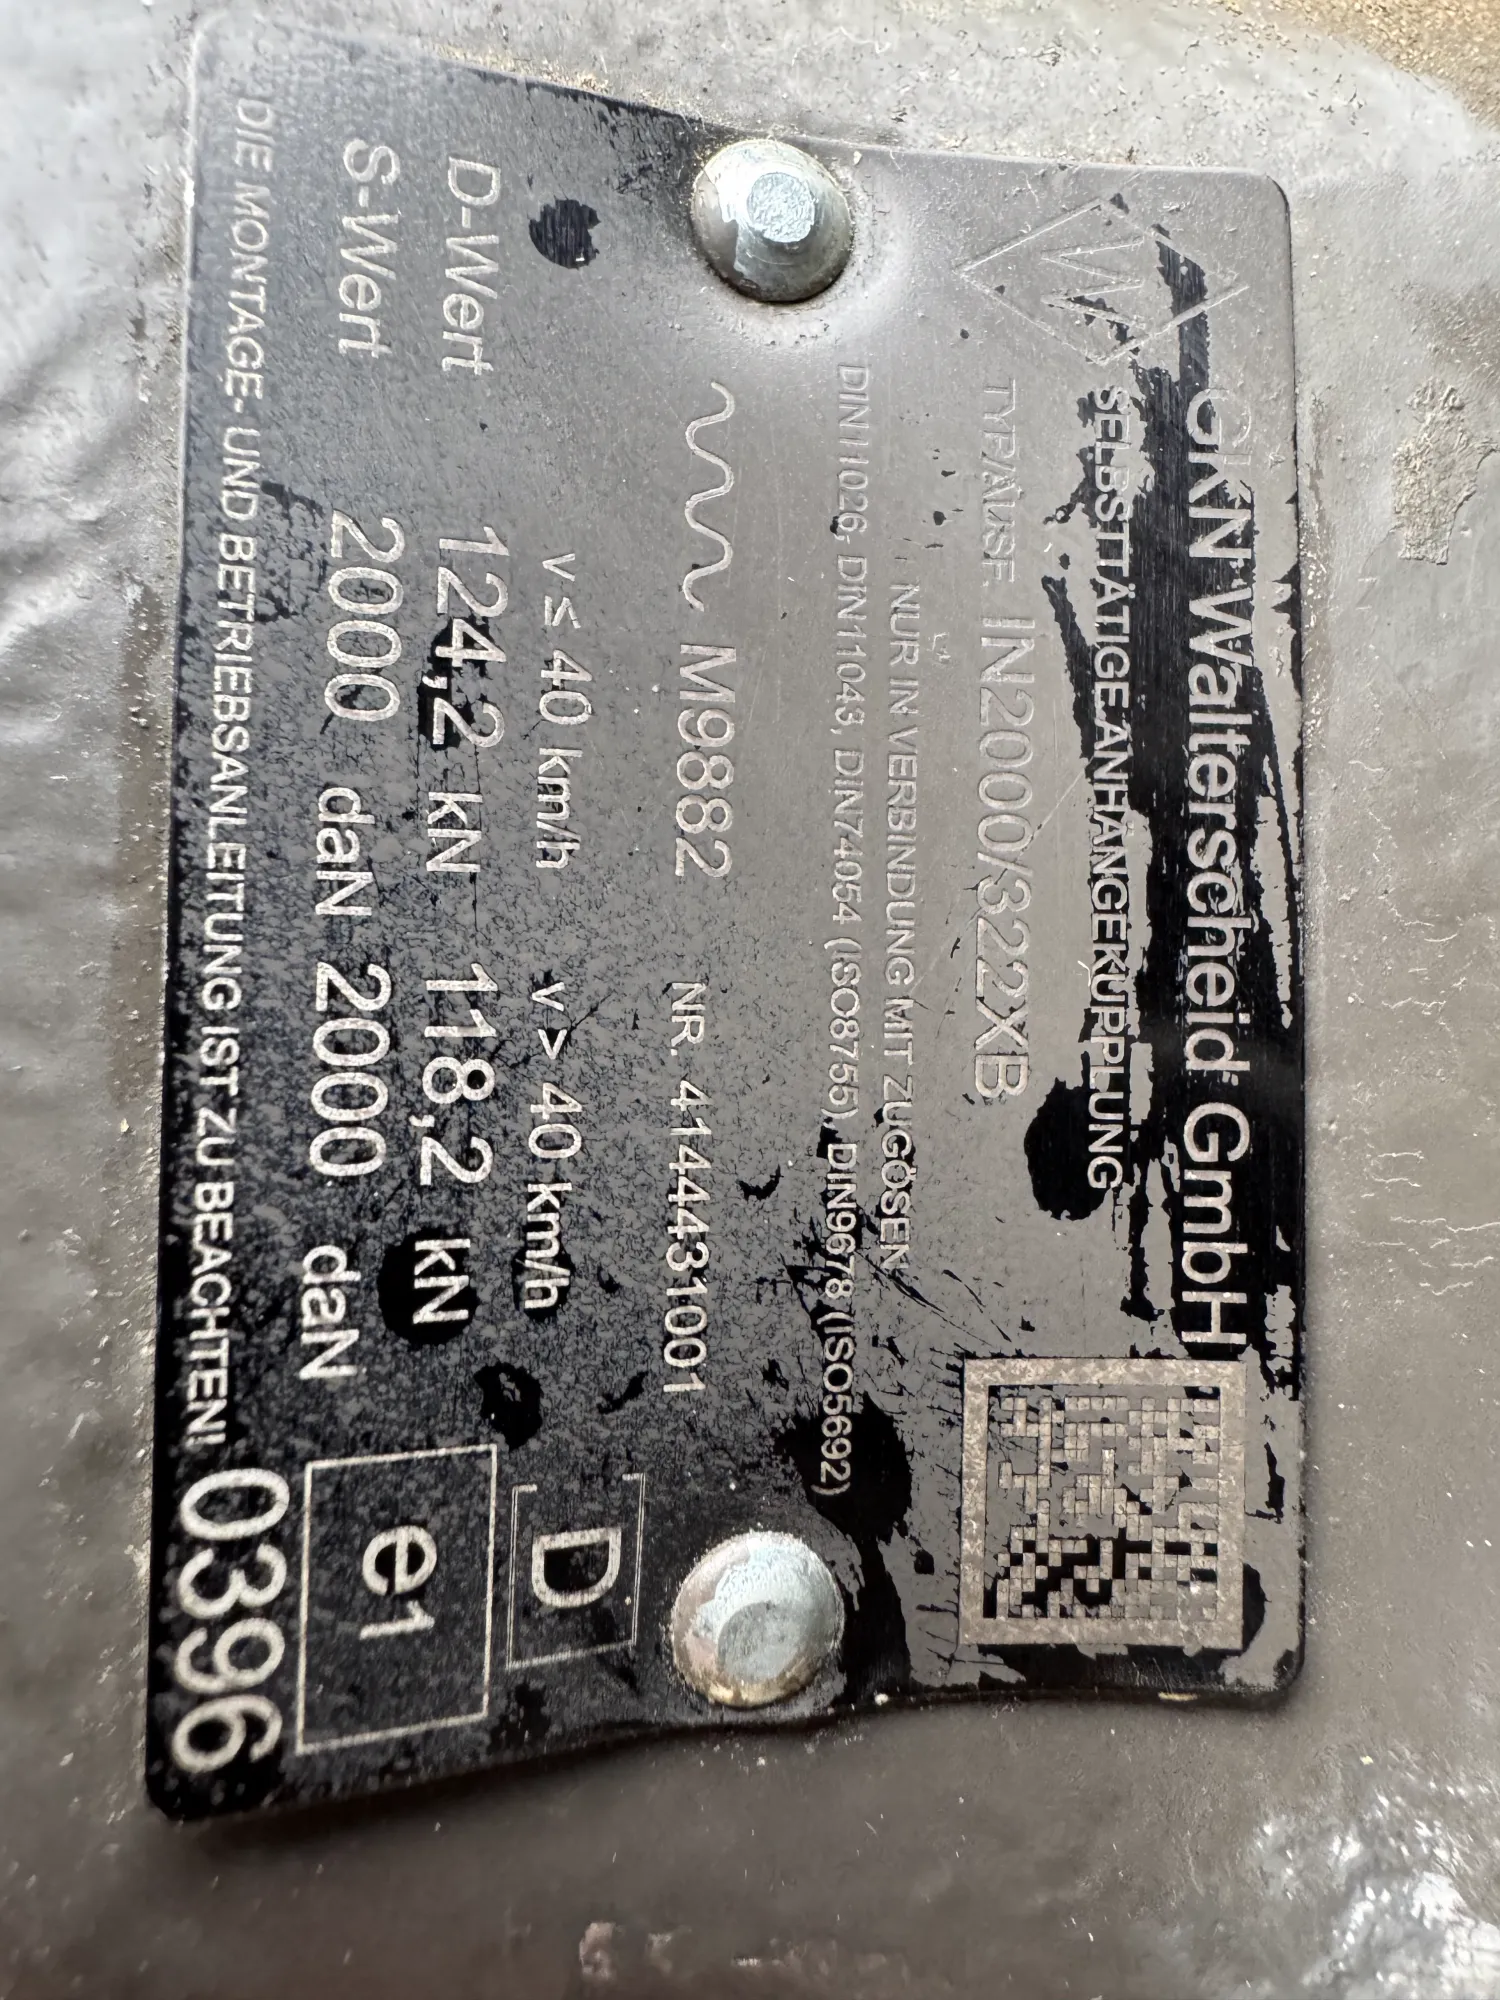 GKN Walterscheid GmbH
SELBSTTÄTIGE ANHÄNGEKUPPLUNG
TYP/AUSF. IN2000/322XB
NUR IN VERBINDUNG MIT ZUGÖSEN
DIN11026, DIN11043, DIN74054 (ISO8755), DIN9678 (ISO5692)
M9882 NR. 4144431001
v ≤ 40 km/h v > 40 km/h
D-Wert 124,2 kN 118,2 kN
S-Wert 2000 daN 2000 daN
D
e1
DIE MONTAGE- UND BETRIEBSANLEITUNG IST ZU BEACHTEN! 0396